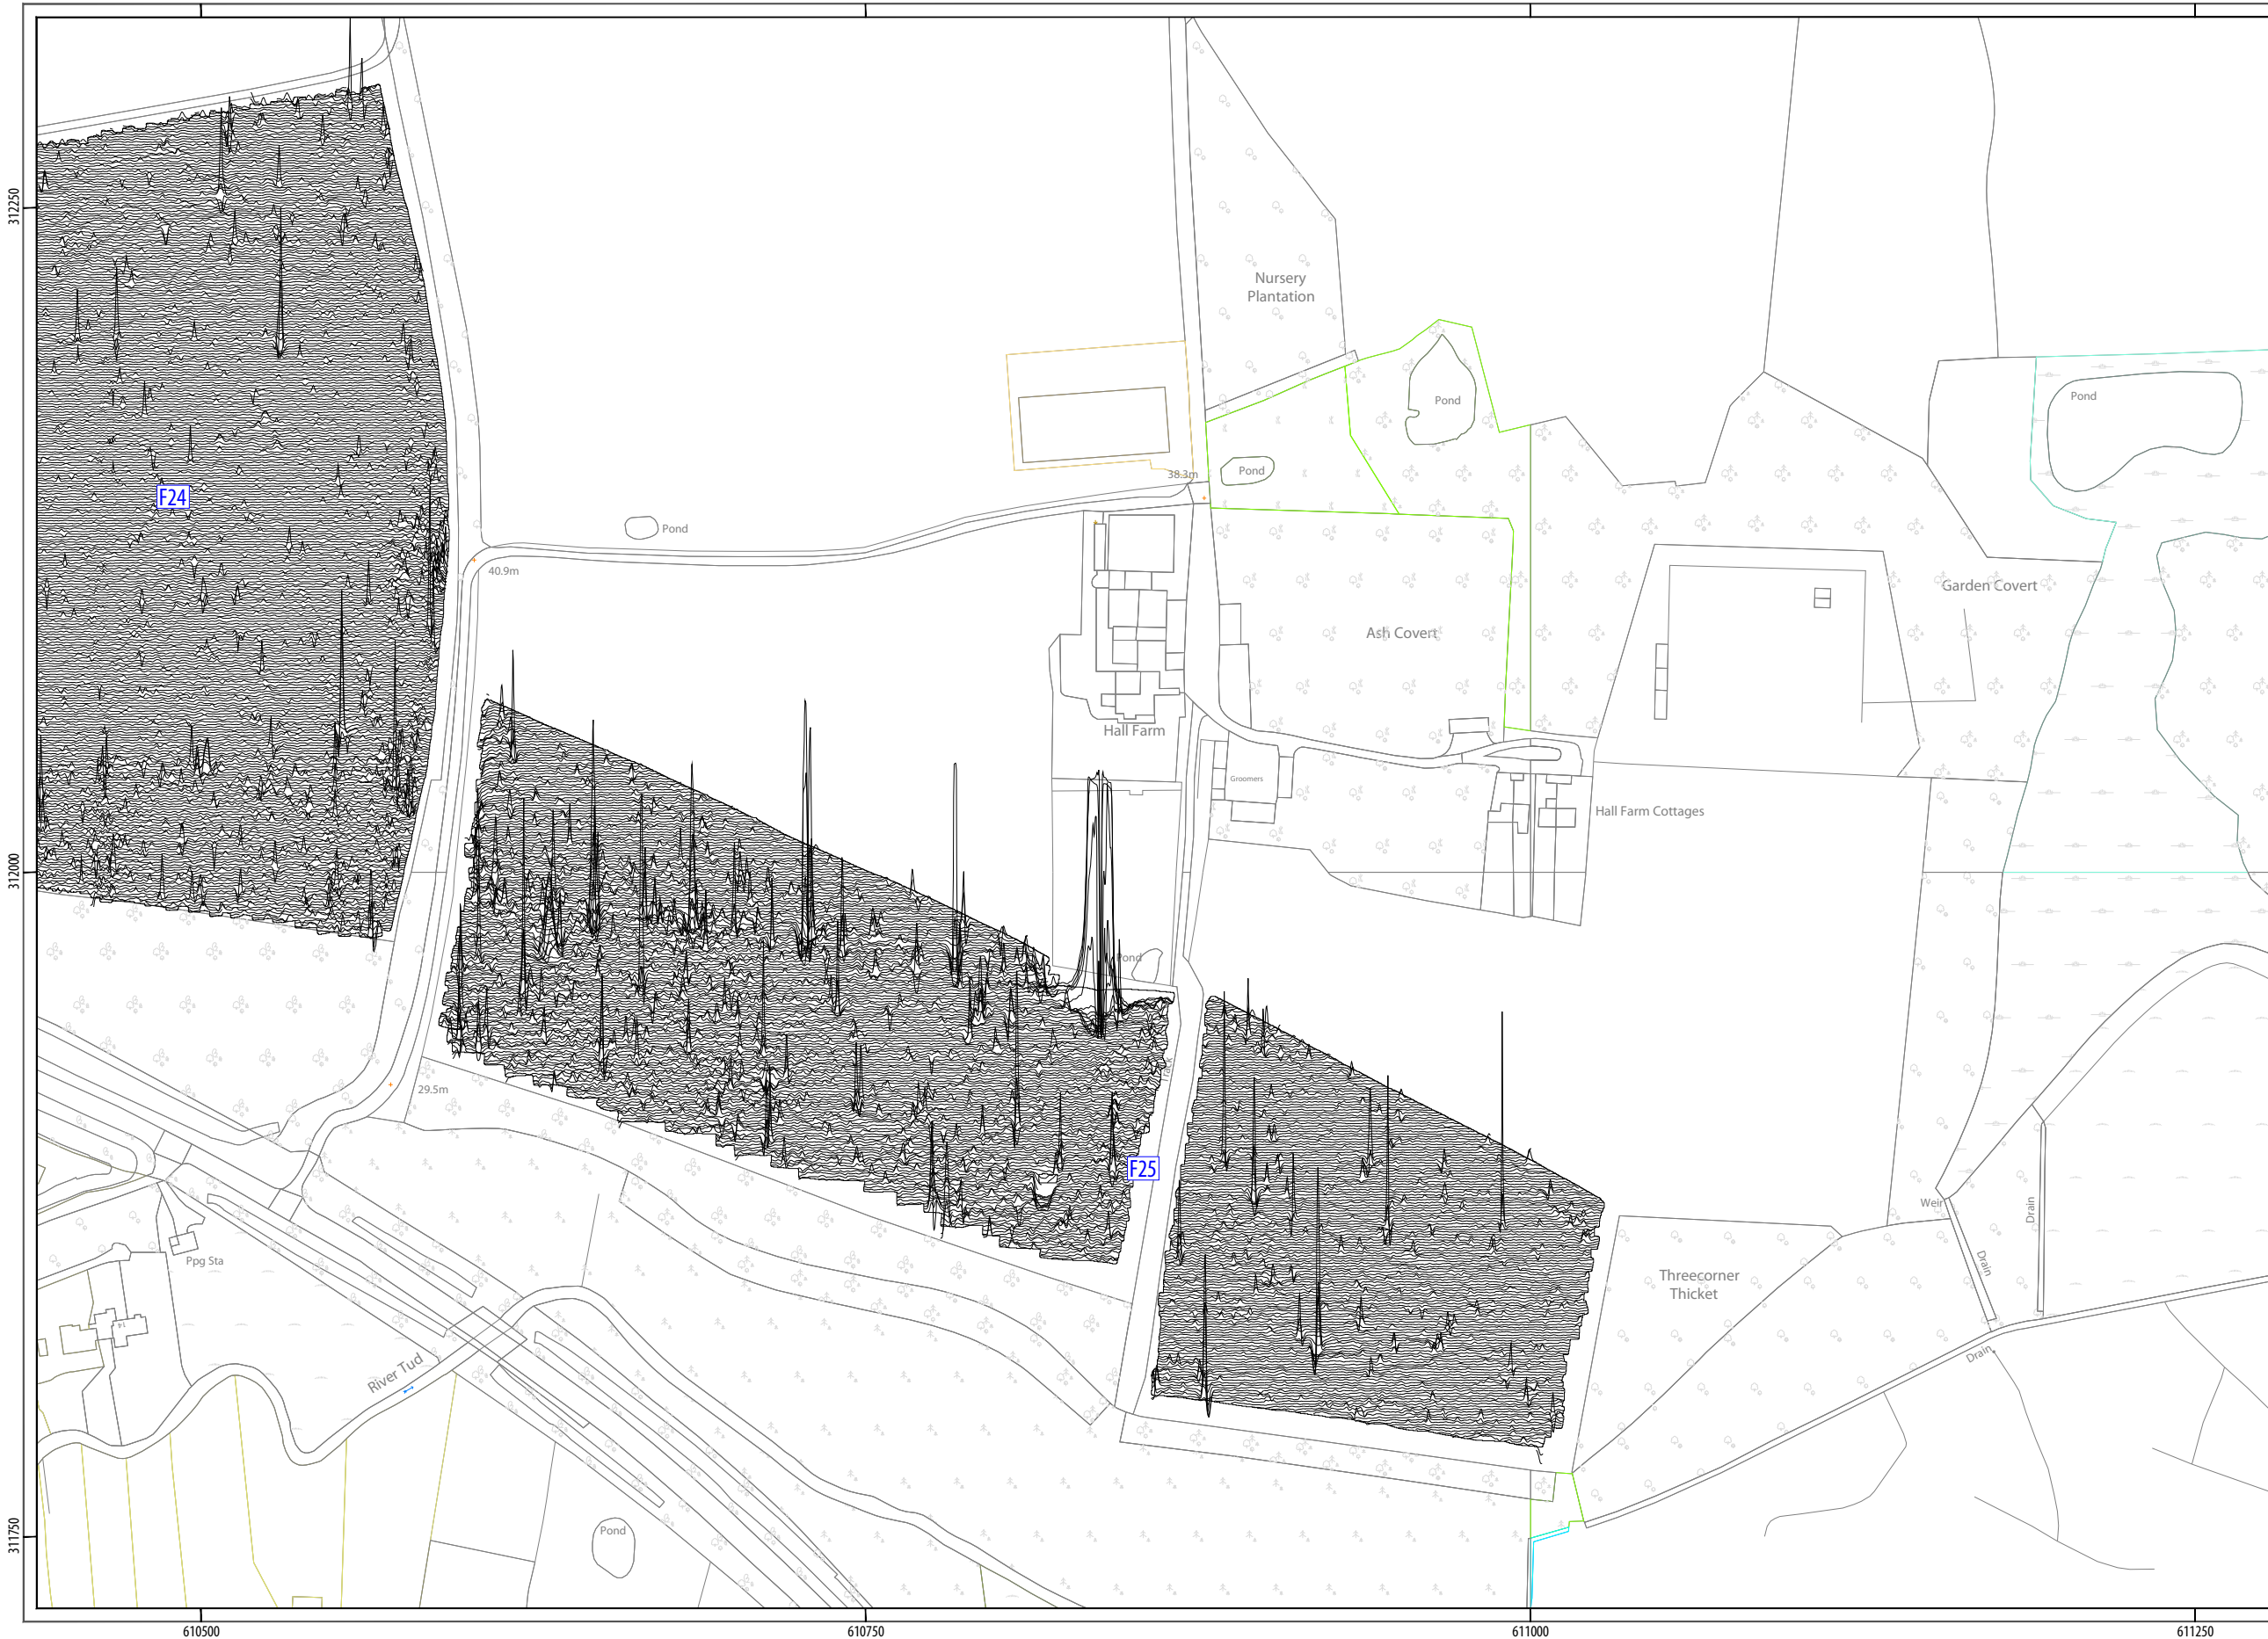 312250
Nursery
Plantation
Pond
Pond
38.3m
Pond
F24
Pond
40.9m
Garden Covert
Ash Covert
Hall Farm
Groomers
Hall Farm Cottages
312000
Pond
Track
29.5m
F25
Weir
Drain
Drain
Ppg Sta
Threecorner
Thicket
14
River Tud
Drain
Pond
311750
610500
610750
611000
611250